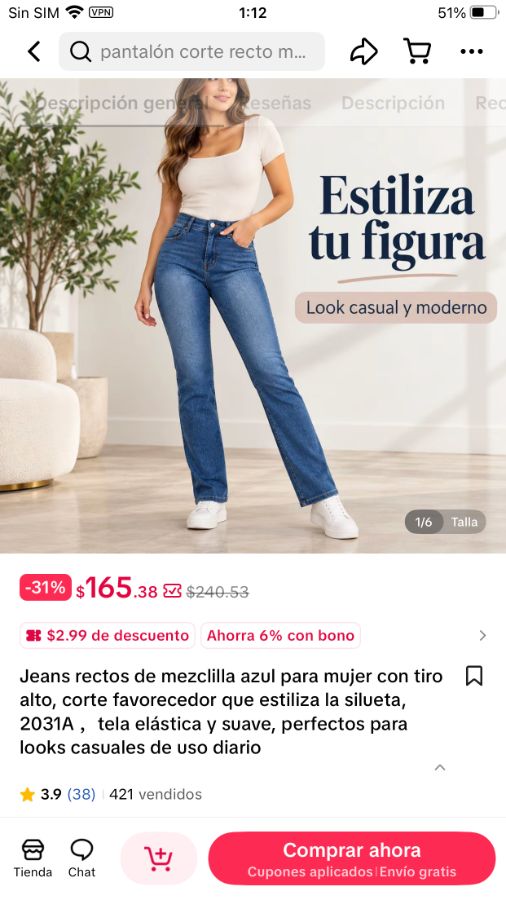 Sin SIM VPN 1:12 51%
pantalón corte recto m...
Descripción general Reseñas Descripción Rec
Estiliza
tu figura
Look casual y moderno
1/6 Talla
-31% $165.38 $240.53
$2.99 de descuento Ahorra 6% con bono
Jeans rectos de mezclilla azul para mujer con tiro
alto, corte favorecedor que estiliza la silueta,
2031A ，tela elástica y suave, perfectos para
looks casuales de uso diario
3.9 (38) 421 vendidos
Comprar ahora
Tienda Chat Cupones aplicados | Envío gratis